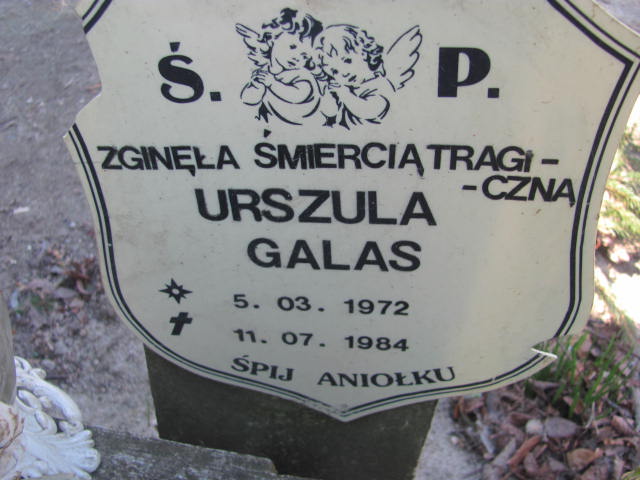 Ś. P.
ZGINĘŁA ŚMIERCIĄ TRAGI-
-CZNĄ
URSZULA
GALAS
5. 03. 1972
11. 07. 1984
ŚPIJ ANIOŁKU